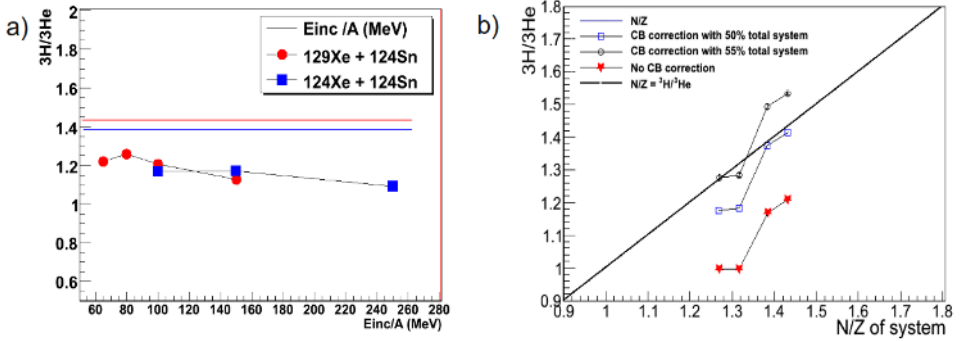 a)
3H/3He
2
1.8
1.6
1.4
1.2
1
0.8
0.6
Einc /A (MeV)
129Xe + 124Sn
124Xe + 124Sn
60 80 100 120 140 160 180 200 220 240 260 280
Einc/A (MeV)
b)
3H/3He
1.8
1.7
1.6
1.5
1.4
1.3
1.2
1.1
1
0.9
N/Z
CB correction with 50% total system
CB correction with 55% total system
No CB correction
N/Z = ³H/³He
0.9 1 1.1 1.2 1.3 1.4 1.5 1.6 1.7 1.8
N/Z of system